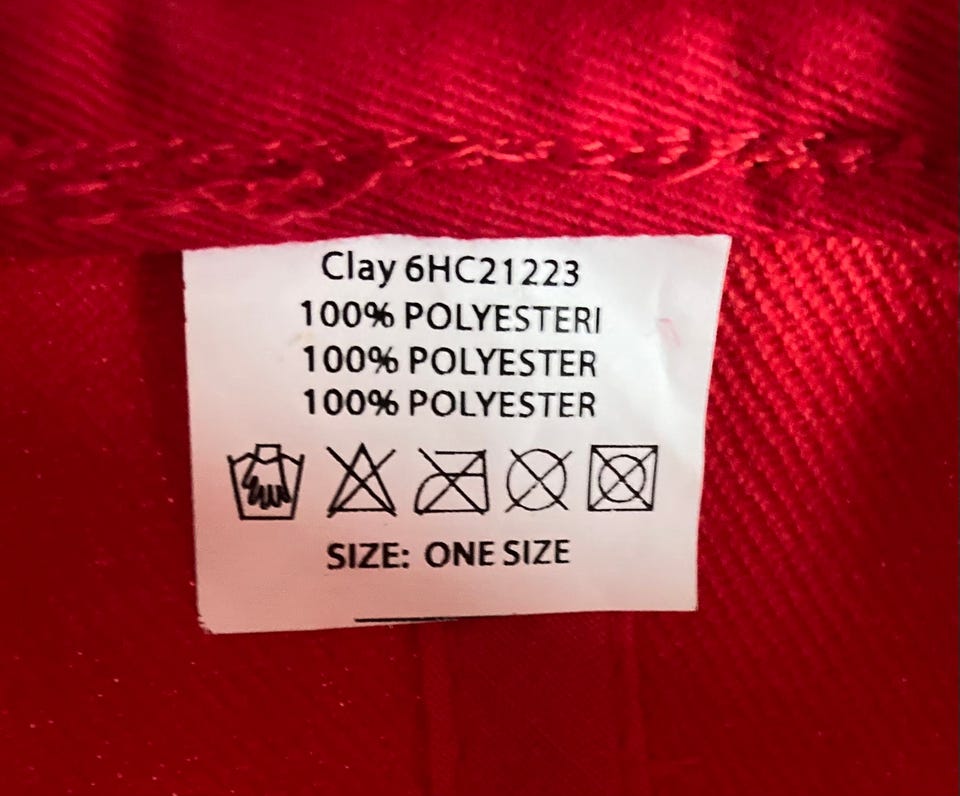 Clay 6HC21223
100% POLYESTERI
100% POLYESTER
100% POLYESTER
SIZE: ONE SIZE